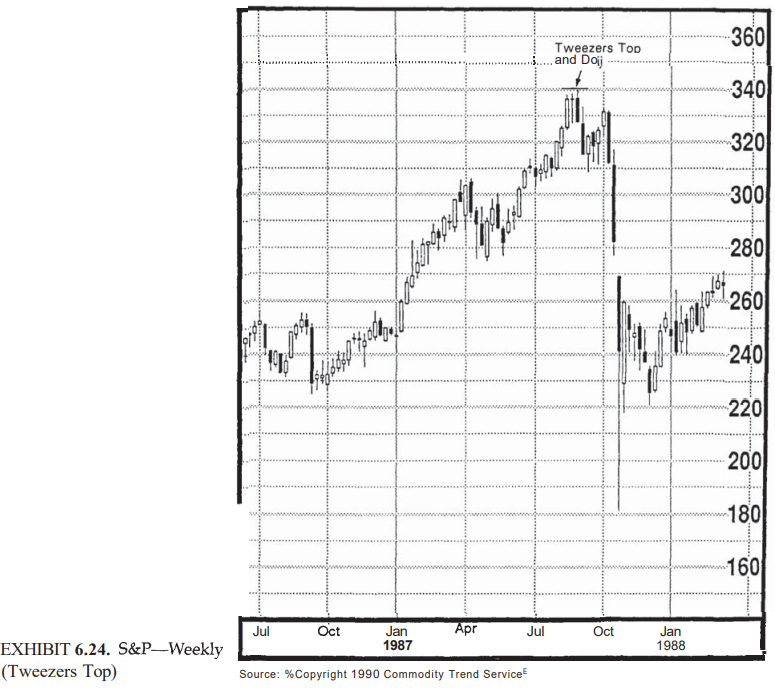 360
Tweezers Top
and Dojj
340
320
300
280
260
240
220
200
180
160
Jul Oct Jan Apr Jul Oct Jan
1987 1988
EXHIBIT 6.24. S&P—Weekly
(Tweezers Top)
Source: %Copyright 1990 Commodity Trend Service£